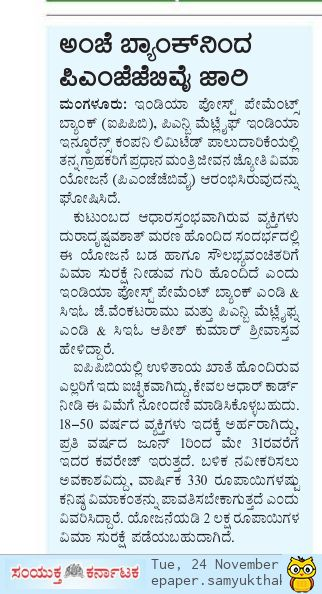 ಅಂಚೆ ಬ್ಯಾಂಕ್‌ನಿಂದ
ಪಿಎಂಜೆಜೆಬಿವೈ ಜಾರಿ
ಮಂಗಳೂರು: ಇಂಡಿಯಾ ಪೋಸ್ಟ್ ಪೇಮೆಂಟ್ಸ್
ಬ್ಯಾಂಕ್ (ಐಪಿಪಿಬಿ), ಪಿಎನ್ಬಿ ಮೆಟ್ಲೈಫ್ ಇಂಡಿಯಾ
ಇನ್ಶೂರೆನ್ಸ್ ಕಂಪನಿ ಲಿಮಿಟೆಡ್ ಪಾಲುದಾರಿಕೆಯಲ್ಲಿ
ತನ್ನ ಗ್ರಾಹಕರಿಗೆ ಪ್ರಧಾನ ಮಂತ್ರಿ ಜೀವನ ಜ್ಯೋತಿ ವಿಮಾ
ಯೋಜನೆ (ಪಿಎಂಜೆಜೆಬಿವೈ) ಆರಂಭಿಸಿರುವುದನ್ನು
ಘೋಷಿಸಿದೆ.
ಕುಟುಂಬದ ಆಧಾರಸ್ತಂಭವಾಗಿರುವ ವ್ಯಕ್ತಿಗಳು
ದುರಾದೃಷ್ಟವಶಾತ್ ಮರಣ ಹೊಂದಿದ ಸಂದರ್ಭದಲ್ಲಿ
ಈ ಯೋಜನೆ ಬಡ ಹಾಗೂ ಸೌಲಭ್ಯವಂಚಿತರಿಗೆ
ವಿಮಾ ಸುರಕ್ಷೆ ನೀಡುವ ಗುರಿ ಹೊಂದಿದೆ ಎಂದು
ಇಂಡಿಯಾ ಪೋಸ್ಟ್ ಪೇಮೆಂಟ್ ಬ್ಯಾಂಕ್ ಎಂಡಿ &
ಸಿಇಓ ಜೆ.ವೆಂಕಟರಾಮು ಮತ್ತು ಪಿಎನ್ಬಿ ಮೆಟ್ಲೈಫ್ನ
ಎಂಡಿ & ಸಿಇಓ ಆಶೀಶ್ ಕುಮಾರ್ ಶ್ರೀವಾಸ್ತವ
ಹೇಳಿದ್ದಾರೆ.
ಐಪಿಪಿಬಿಯಲ್ಲಿ ಉಳಿತಾಯ ಖಾತೆ ಹೊಂದಿರುವ
ಎಲ್ಲರಿಗೆ ಇದು ಐಚ್ಛಿಕವಾಗಿದ್ದು, ಕೇವಲ ಆಧಾರ್ ಕಾರ್ಡ್
ನೀಡಿ ಈ ವಿಮೆಗೆ ನೋಂದಣಿ ಮಾಡಿಸಿಕೊಳ್ಳಬಹುದು.
18-50 ವರ್ಷದ ವ್ಯಕ್ತಿಗಳು ಇದಕ್ಕೆ ಅರ್ಹರಾಗಿದ್ದು,
ಪ್ರತಿ ವರ್ಷದ ಜೂನ್ 1ರಿಂದ ಮೇ 31ರವರೆಗೆ
ಇದರ ಕವರೇಜ್ ಇರುತ್ತದೆ. ಬಳಿಕ ನವೀಕರಿಸಲು
ಅವಕಾಶವಿದ್ದು, ವಾರ್ಷಿಕ 330 ರೂಪಾಯಿಗಳಷ್ಟು
ಕನಿಷ್ಠ ವಿಮಾಕಂತನ್ನು ಪಾವತಿಸಬೇಕಾಗುತ್ತದೆ ಎಂದು
ವಿವರಿಸಿದ್ದಾರೆ. ಯೋಜನೆಯಡಿ 2 ಲಕ್ಷ ರೂಪಾಯಿಗಳ
ವಿಮಾ ಸುರಕ್ಷೆ ಪಡೆಯಬಹುದಾಗಿದೆ.
ಸಂಯುಕ್ತ ಕರ್ನಾಟಕ
Tue, 24 November
epaper.samyuktha